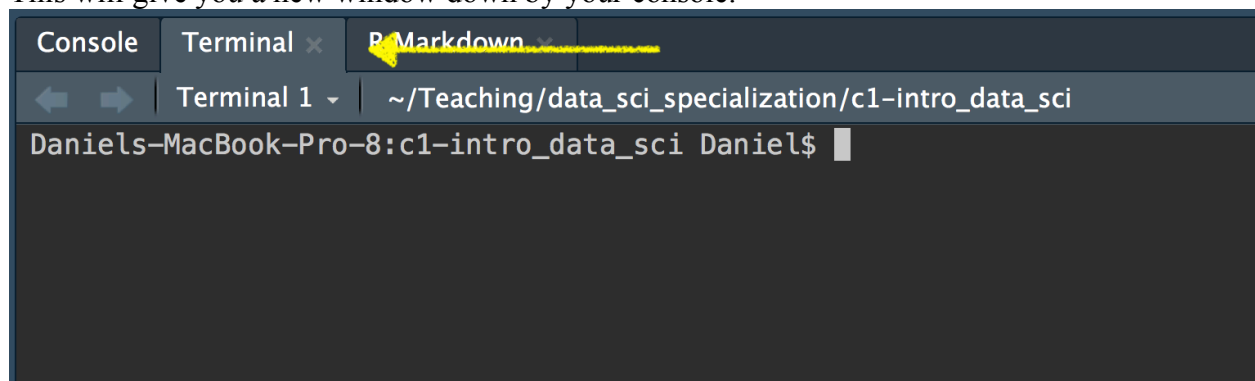 This will give you a new window down by your console.
Console Terminal × R Markdown ×
Terminal 1 ~/Teaching/data_sci_specialization/c1-intro_data_sci
Daniels-MacBook-Pro-8:c1-intro_data_sci Daniel$